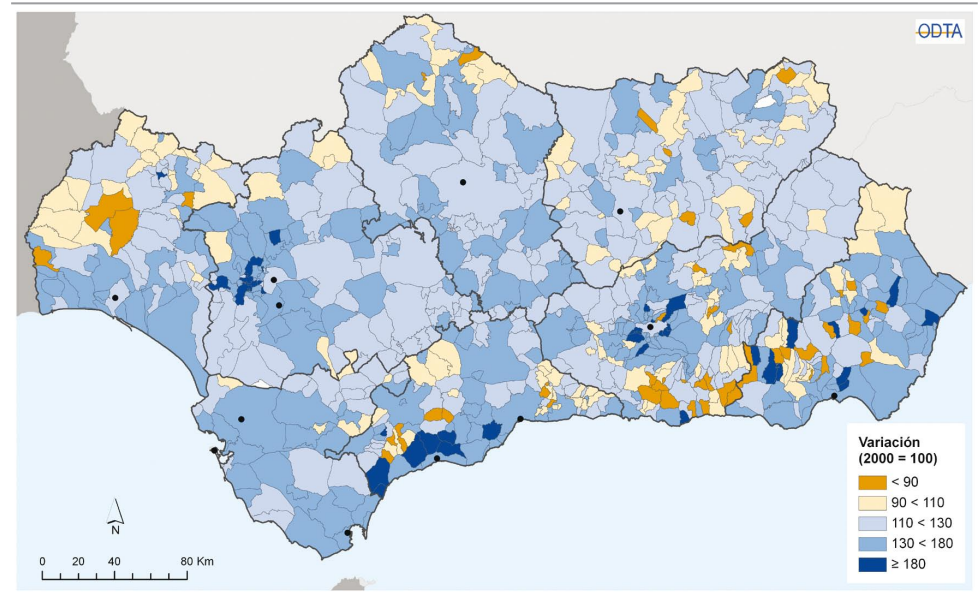 ODTA
Variación
(2000 = 100)
< 90
90 < 110
110 < 130
130 < 180
≥ 180
N
0 20 40 80 Km